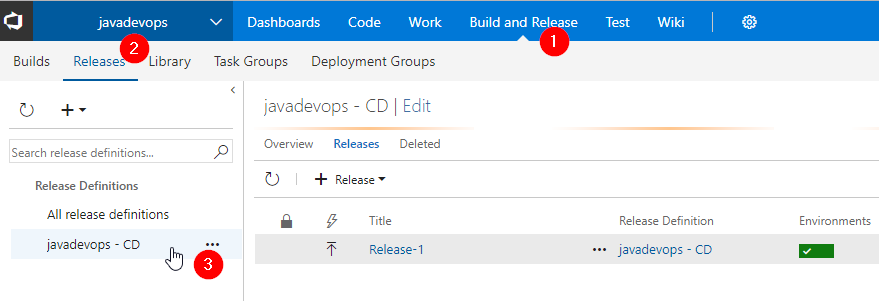 javadevops Dashboards Code Work Build and Release Test Wiki
1
2
Builds Releases Library Task Groups Deployment Groups
javadevops - CD | Edit
Overview Releases Deleted
Search release definitions...
Release
Release Definitions
All release definitions
Title Release Definition Environments
javadevops - CD ...
3
Release-1 ... javadevops - CD